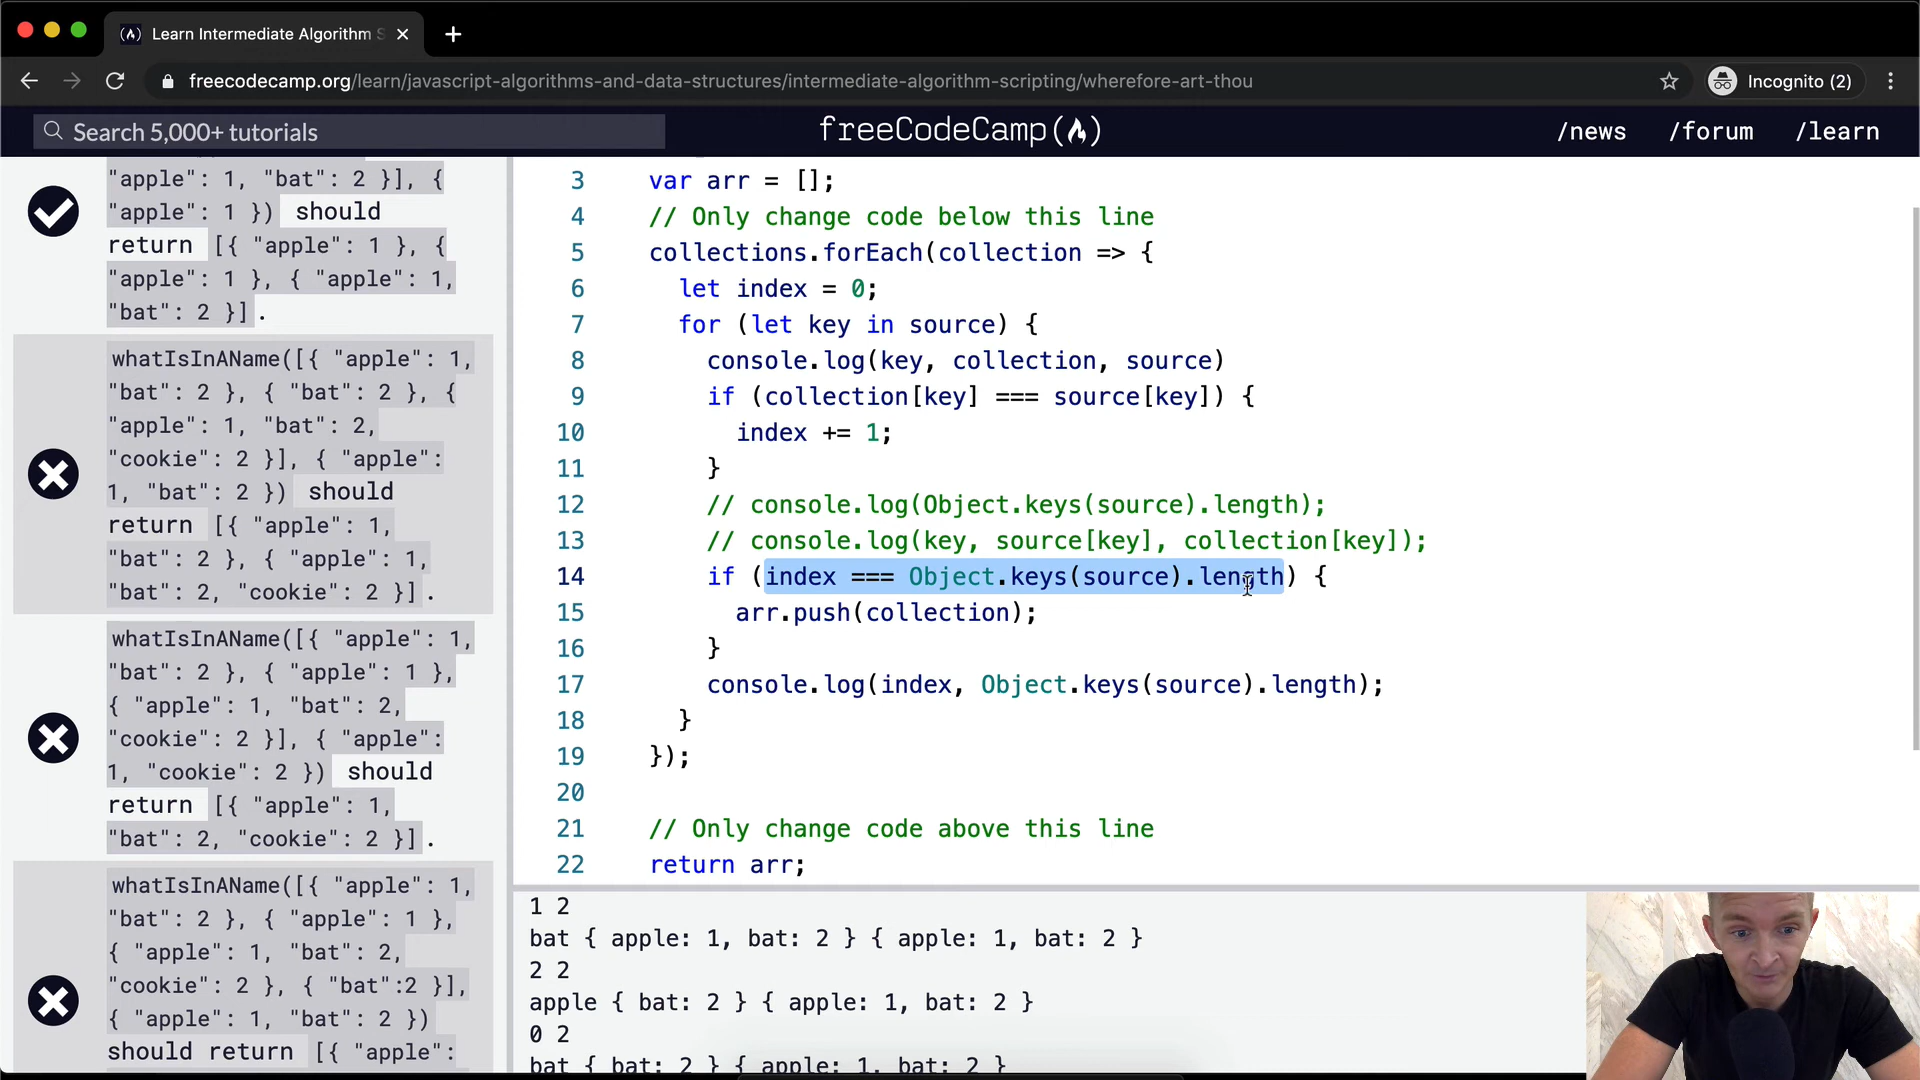 Learn Intermediate Algorithm S
freecodecamp.org/learn/javascript-algorithms-and-data-structures/intermediate-algorithm-scripting/wherefore-art-thou
Incognito (2)
Search 5,000+ tutorials
freeCodeCamp
/news
/forum
/learn
"apple": 1, "bat": 2 }], {
"apple": 1 }) should
return [{ "apple": 1 }, {
"apple": 1 }, { "apple": 1,
"bat": 2 }].
whatIsInAName([{ "apple": 1,
"bat": 2 }, { "bat": 2 }, {
"apple": 1, "bat": 2,
"cookie": 2 }], { "apple":
1, "bat": 2 }) should
return [{ "apple": 1,
"bat": 2 }, { "apple": 1,
"bat": 2, "cookie": 2 }].
whatIsInAName([{ "apple": 1,
"bat": 2 }, { "apple": 1 },
{ "apple": 1, "bat": 2,
"cookie": 2 }], { "apple":
1, "cookie": 2 }) should
return [{ "apple": 1,
"bat": 2, "cookie": 2 }].
whatIsInAName([{ "apple": 1,
"bat": 2 }, { "apple": 1 },
{ "apple": 1, "bat": 2,
"cookie": 2 }, { "bat":2 }],
{ "apple": 1, "bat": 2 })
should return [{ "apple":
3 var arr = [];
4 // Only change code below this line
5 collections.forEach(collection => {
6 let index = 0;
7 for (let key in source) {
8 console.log(key, collection, source)
9 if (collection[key] === source[key]) {
10 index += 1;
11 }
12 // console.log(Object.keys(source).length);
13 // console.log(key, source[key], collection[key]);
14 if (index === Object.keys(source).length) {
15 arr.push(collection);
16 }
17 console.log(index, Object.keys(source).length);
18 }
19 });
20
21 // Only change code above this line
22 return arr;
1 2
bat { apple: 1, bat: 2 } { apple: 1, bat: 2 }
2 2
apple { bat: 2 } { apple: 1, bat: 2 }
0 2
bat { bat: 2 } { apple: 1, bat: 2 }